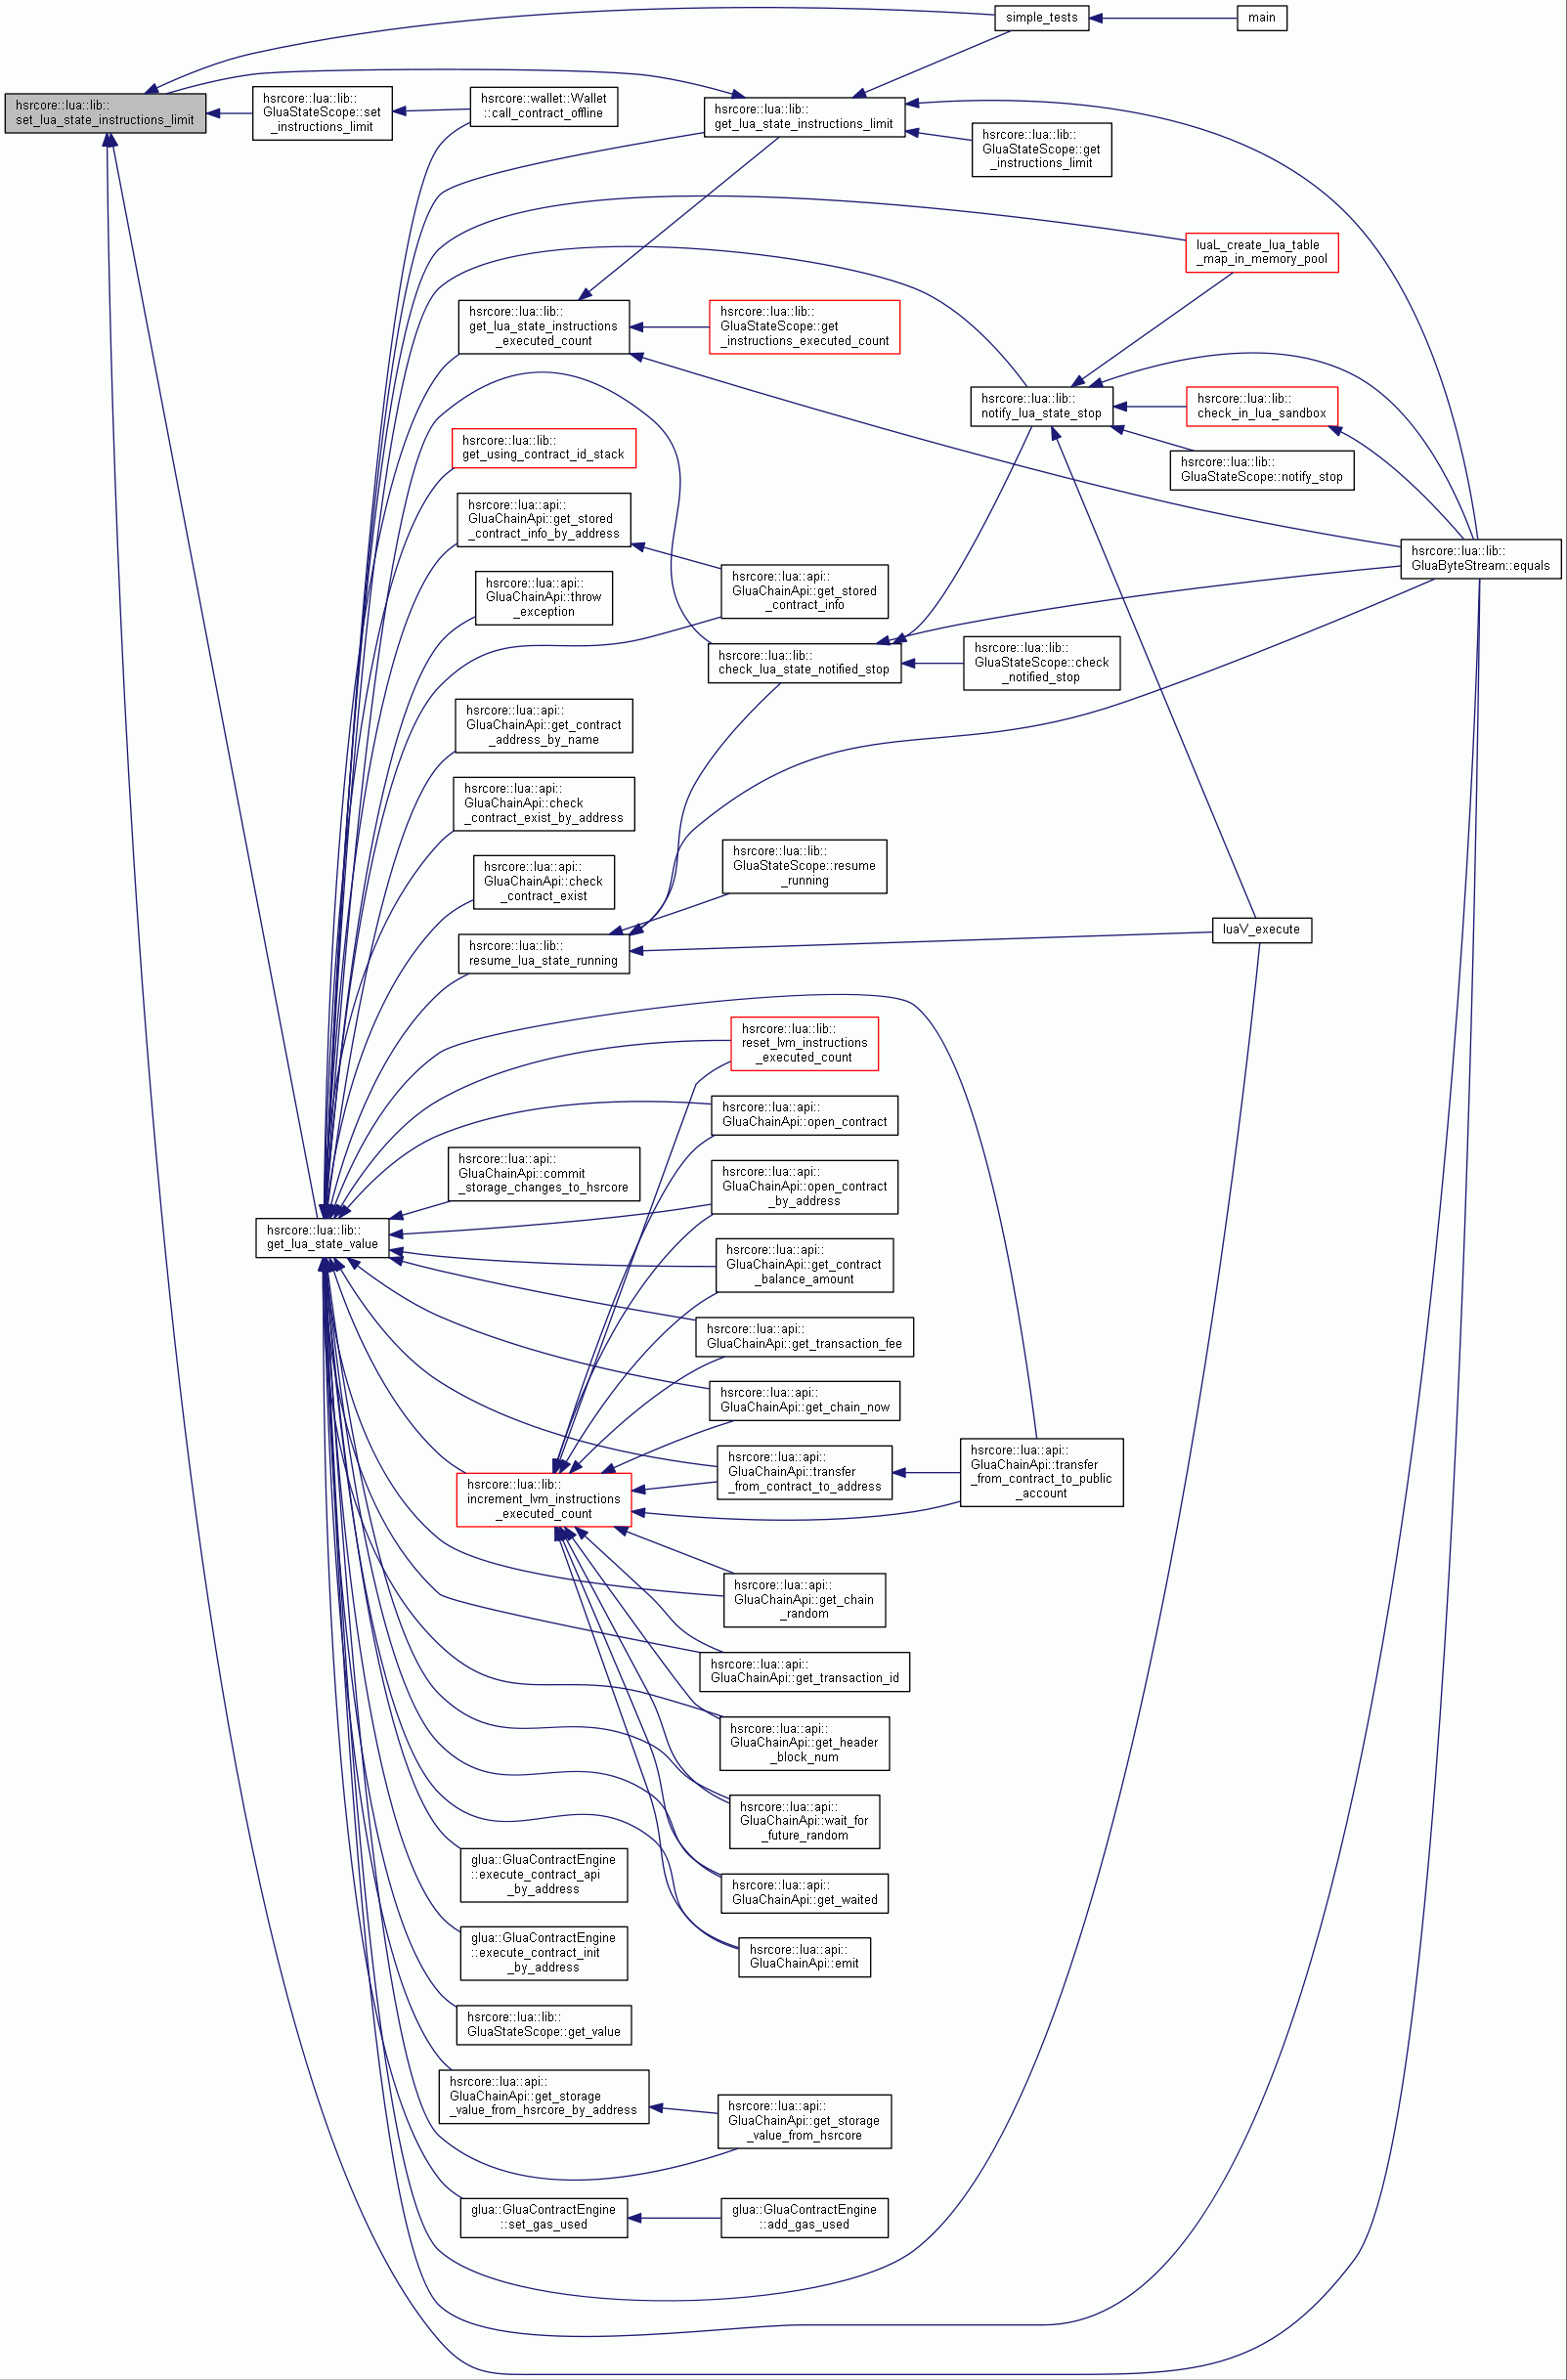 simple_tests
main
hsrcore::lua::lib::
set_lua_state_instructions_limit
hsrcore::lua::lib::
GluaStateScope::set
_instructions_limit
hsrcore::wallet::Wallet
::call_contract_offline
hsrcore::lua::lib::
get_lua_state_instructions_limit
hsrcore::lua::lib::
GluaStateScope::get
_instructions_limit
luaL_create_lua_table
_map_in_memory_pool
hsrcore::lua::lib::
get_lua_state_instructions
_executed_count
hsrcore::lua::lib::
GluaStateScope::get
_instructions_executed_count
hsrcore::lua::lib::
notify_lua_state_stop
hsrcore::lua::lib::
check_in_lua_sandbox
hsrcore::lua::lib::
get_using_contract_id_stack
hsrcore::lua::lib::
GluaStateScope::notify_stop
hsrcore::lua::api::
GluaChainApi::get_stored
_contract_info_by_address
hsrcore::lua::lib::
GluaByteStream::equals
hsrcore::lua::api::
GluaChainApi::throw
_exception
hsrcore::lua::api::
GluaChainApi::get_stored
_contract_info
hsrcore::lua::lib::
check_lua_state_notified_stop
hsrcore::lua::lib::
GluaStateScope::check
_notified_stop
hsrcore::lua::api::
GluaChainApi::get_contract
_address_by_name
hsrcore::lua::api::
GluaChainApi::check
_contract_exist_by_address
hsrcore::lua::api::
GluaChainApi::check
_contract_exist
hsrcore::lua::lib::
GluaStateScope::resume
_running
hsrcore::lua::lib::
resume_lua_state_running
luaV_execute
hsrcore::lua::lib::
reset_lvm_instructions
_executed_count
hsrcore::lua::api::
GluaChainApi::open_contract
hsrcore::lua::api::
GluaChainApi::commit
_storage_changes_to_hsrcore
hsrcore::lua::api::
GluaChainApi::open_contract
_by_address
hsrcore::lua::lib::
get_lua_state_value
hsrcore::lua::api::
GluaChainApi::get_contract
_balance_amount
hsrcore::lua::api::
GluaChainApi::get_transaction_fee
hsrcore::lua::api::
GluaChainApi::get_chain_now
hsrcore::lua::lib::
increment_lvm_instructions
_executed_count
hsrcore::lua::api::
GluaChainApi::transfer
_from_contract_to_address
hsrcore::lua::api::
GluaChainApi::transfer
_from_contract_to_public
_account
hsrcore::lua::api::
GluaChainApi::get_chain
_random
hsrcore::lua::api::
GluaChainApi::get_transaction_id
hsrcore::lua::api::
GluaChainApi::get_header
_block_num
hsrcore::lua::api::
GluaChainApi::wait_for
_future_random
glua::GluaContractEngine
::execute_contract_api
_by_address
hsrcore::lua::api::
GluaChainApi::get_waited
glua::GluaContractEngine
::execute_contract_init
_by_address
hsrcore::lua::api::
GluaChainApi::emit
hsrcore::lua::lib::
GluaStateScope::get_value
hsrcore::lua::api::
GluaChainApi::get_storage
_value_from_hsrcore_by_address
hsrcore::lua::api::
GluaChainApi::get_storage
_value_from_hsrcore
glua::GluaContractEngine
::set_gas_used
glua::GluaContractEngine
::add_gas_used